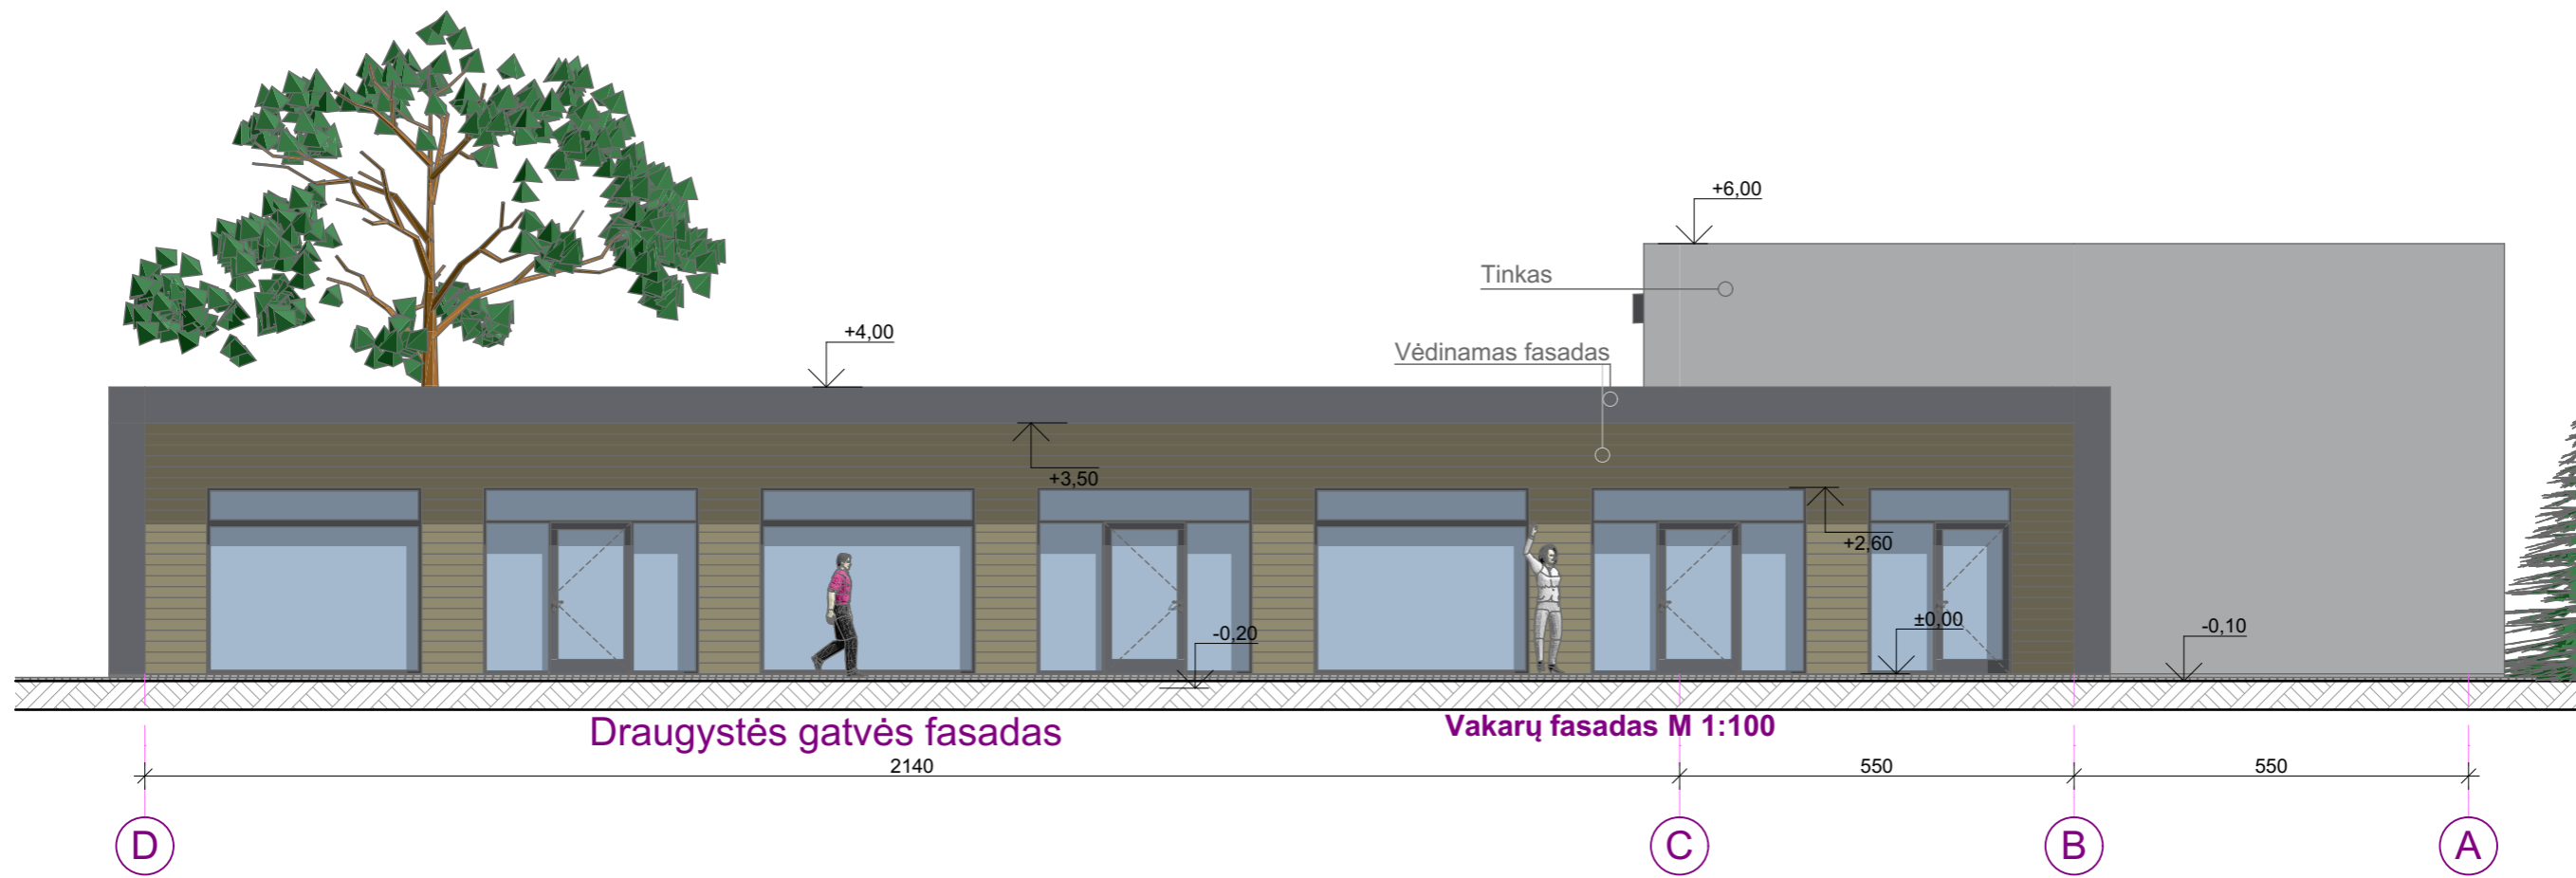 +6,00
Tinkas
+4,00
Vėdinamas fasadas
+3,50
+2,60
±0,00
-0,20
-0,10
Draugystės gatvės fasadas
Vakarų fasadas M 1:100
2140
550
550
D
C
B
A